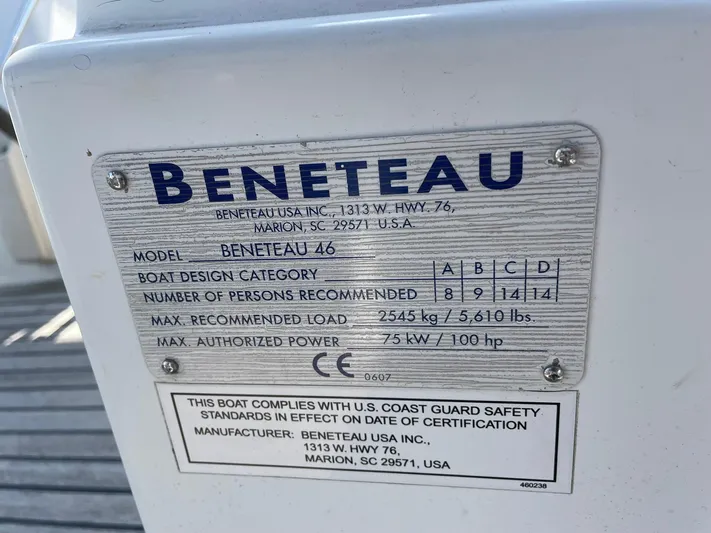 BENETEAU
BENETEAU USA INC., 1313 W. HWY. 76,
MARION, SC 29571 U.S.A.
MODEL BENETEAU 46
BOAT DESIGN CATEGORY A B C D
NUMBER OF PERSONS RECOMMENDED 8 9 14 14
MAX. RECOMMENDED LOAD 2545 kg / 5,610 lbs.
MAX. AUTHORIZED POWER 75 kW / 100 hp
CE 0607
THIS BOAT COMPLIES WITH U.S. COAST GUARD SAFETY
STANDARDS IN EFFECT ON DATE OF CERTIFICATION
MANUFACTURER: BENETEAU USA INC.,
1313 W. HWY 76,
MARION, SC 29571, USA
460238